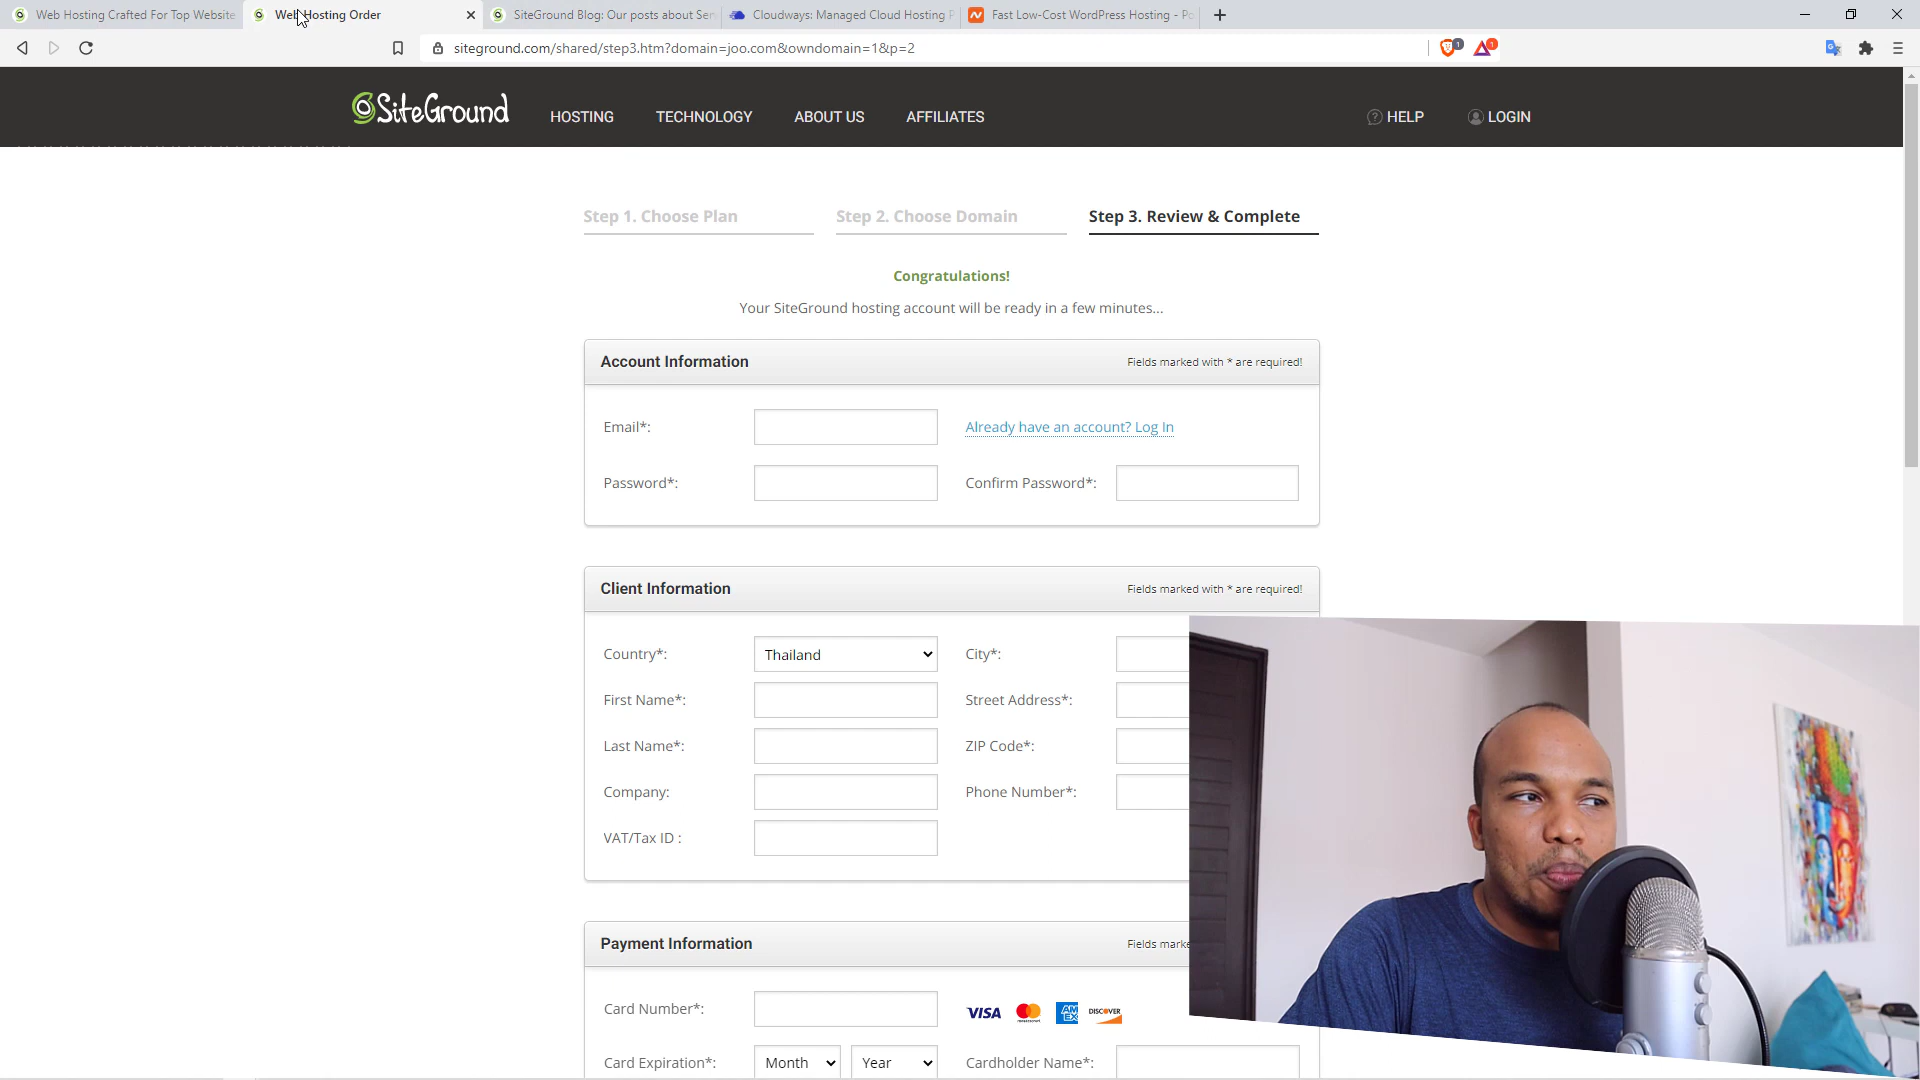 Web Hosting Crafted For Top Website
Web Hosting Order
SiteGround Blog: Our posts about Ser
Cloudways: Managed Cloud Hosting P
Fast Low-Cost WordPress Hosting - Po
siteground.com/shared/step3.htm?domain=joo.com&owndomain=1&p=2
1
1
SiteGround
HOSTING
TECHNOLOGY
ABOUT US
AFFILIATES
HELP
LOGIN
Step 1. Choose Plan
Step 2. Choose Domain
Step 3. Review & Complete
Congratulations!
Your SiteGround hosting account will be ready in a few minutes...
Account Information
Fields marked with * are required!
Email*:
Already have an account? Log In
Password*:
Confirm Password*:
Client Information
Fields marked with * are required!
Country*:
Thailand
City*:
First Name*:
Street Address*:
Last Name*:
ZIP Code*:
Company:
Phone Number*:
VAT/Tax ID :
Payment Information
Fields marke
Card Number*:
VISA
AM
EX
DISCOVER
Card Expiration*:
Month
Year
Cardholder Name*: